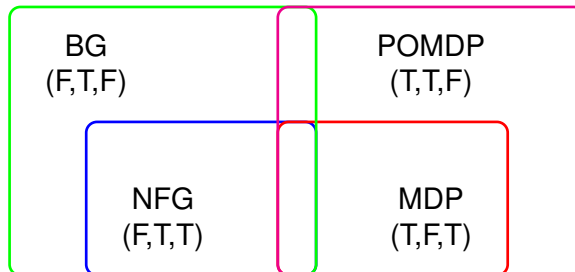 BG
(F,T,F)
POMDP
(T,T,F)
NFG
(F,T,T)
MDP
(T,F,T)